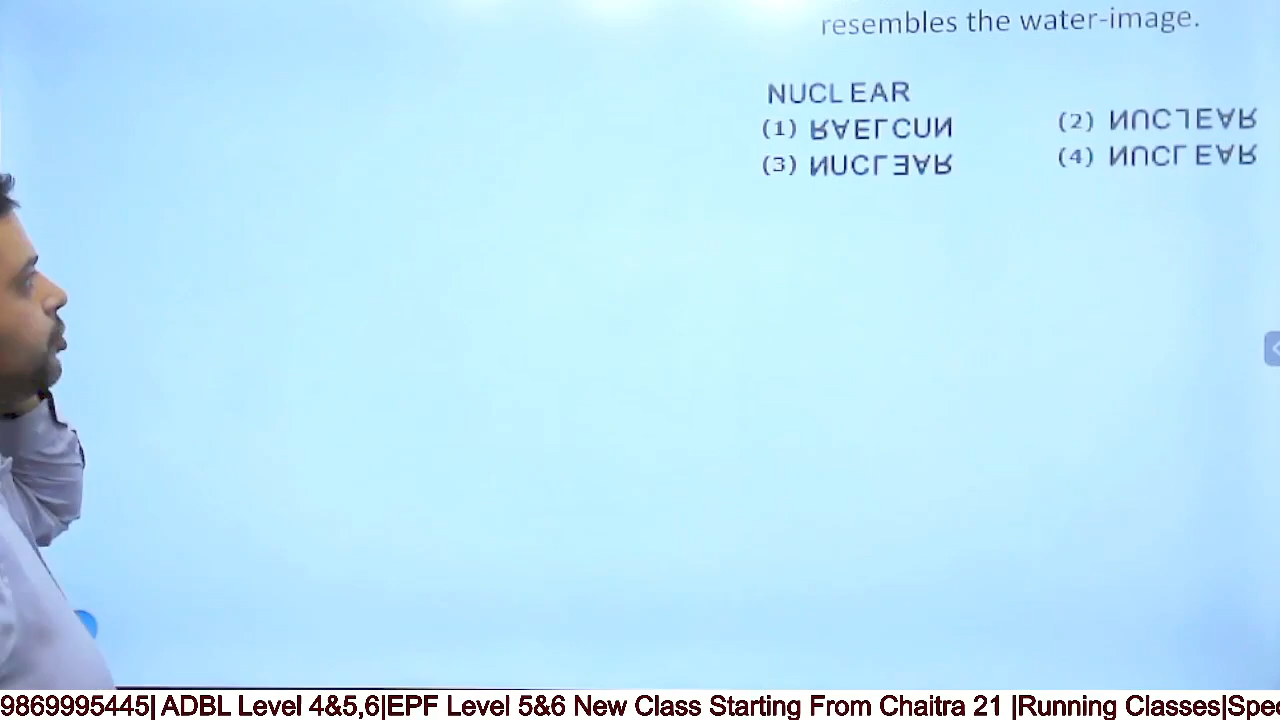 resembles the water-image.
NUCLEAR
(1) RAELCUN (2) NUCLEAR
(3) NUCLEAR (4) NUCLEAR
9869995445| ADBL Level 4&5,6|EPF Level 5&6 New Class Starting From Chaitra 21 |Running Classes|Spec